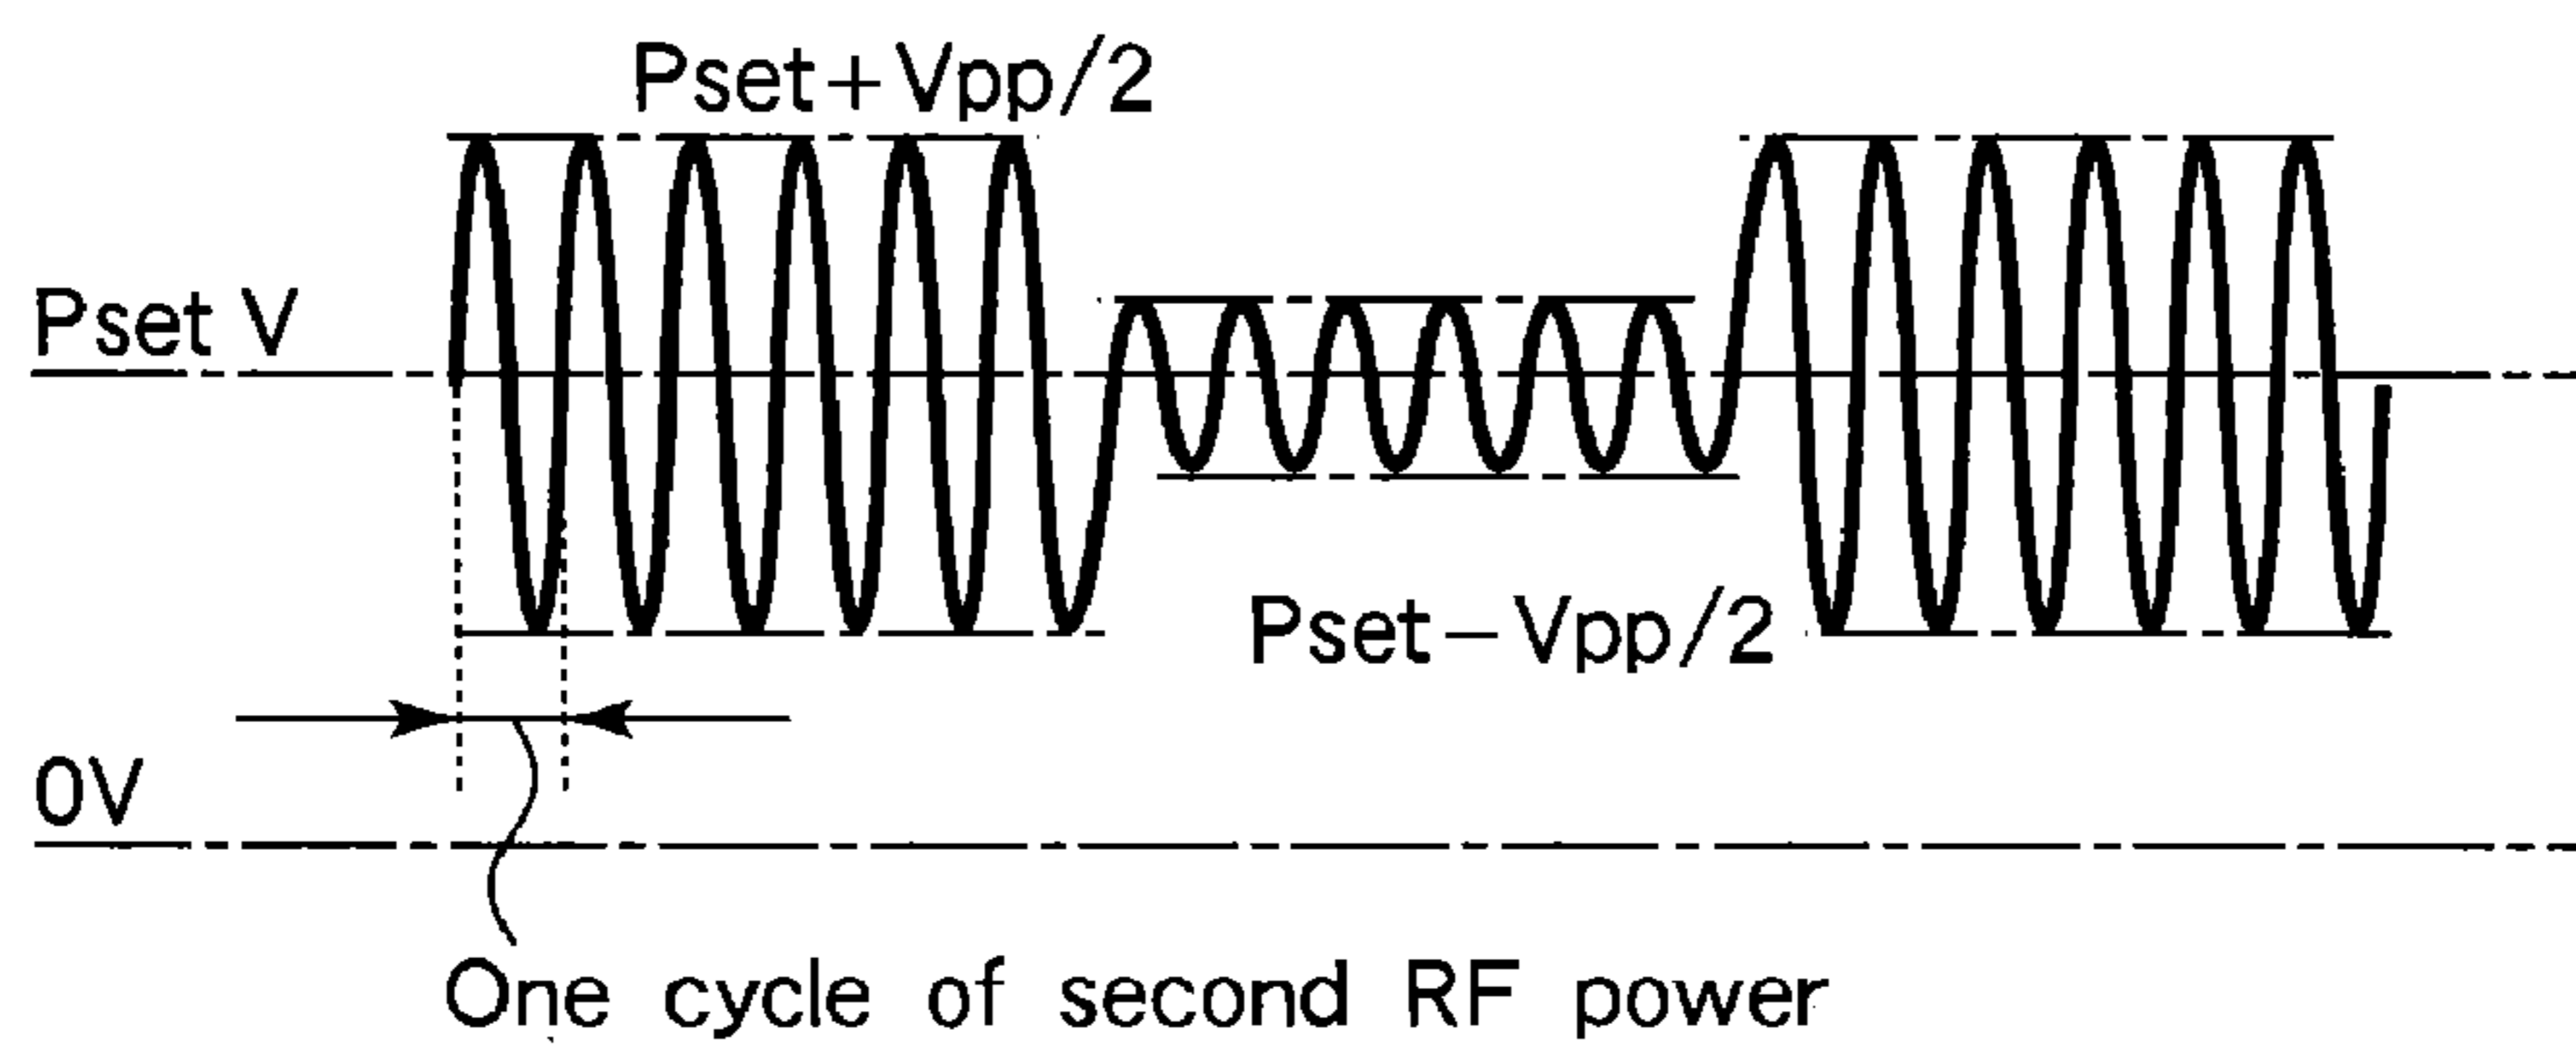 Pset+Vpp/2
Pset V
Pset−Vpp/2
0V
One cycle of second RF power